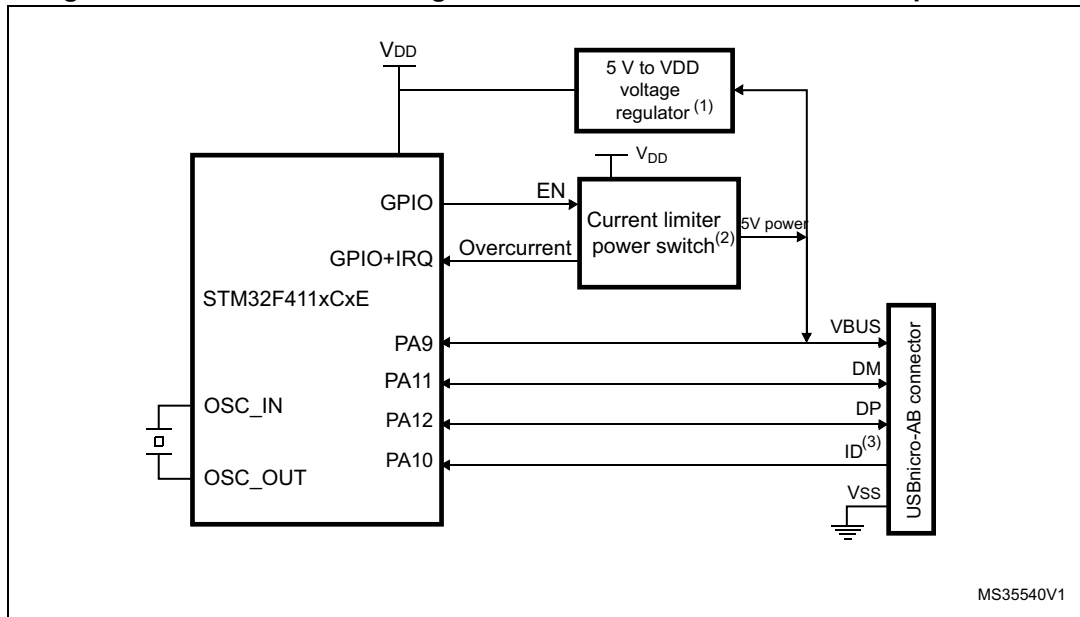 VDD
5 V to VDD
voltage
regulator (1)
VDD
GPIO
EN
Current limiter
power switch(2)
5V power
GPIO+IRQ
Overcurrent
STM32F411xCxE
PA9
VBUS
PA11
DM
PA12
DP
PA10
ID(3)
VSS
OSC_IN
OSC_OUT
USBnicro-AB connector
MS35540V1